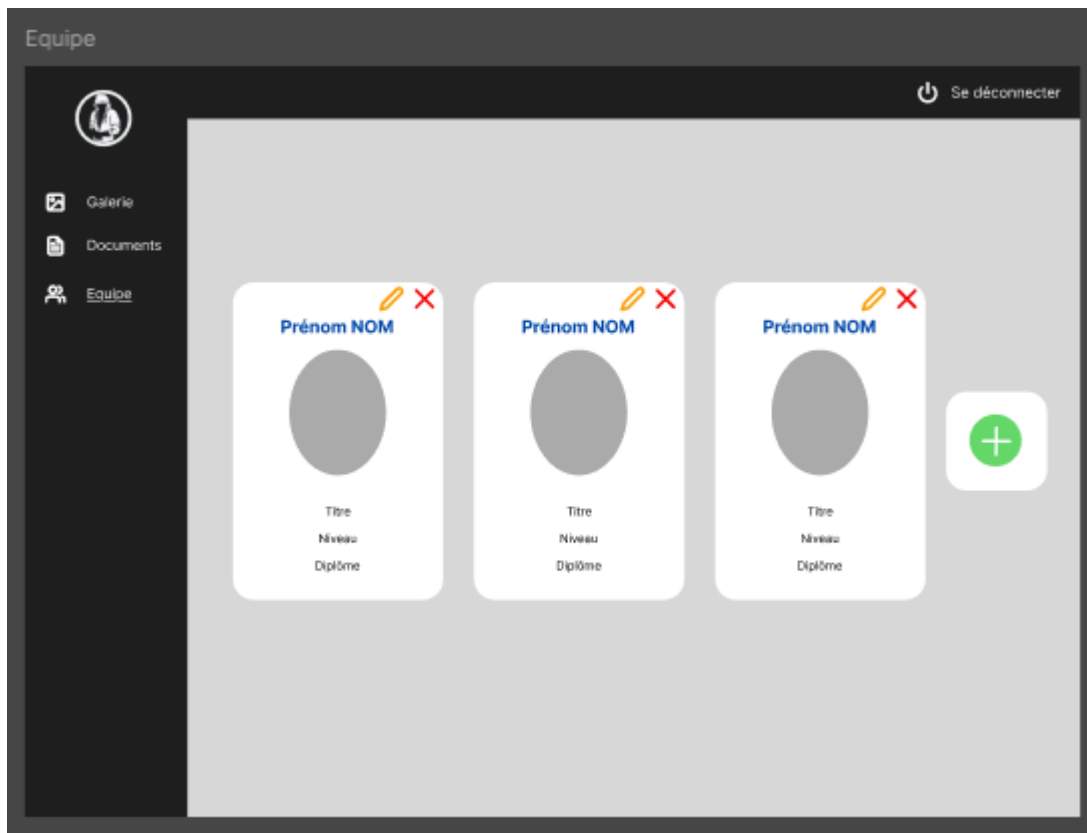 Equipe
Se déconnecter
Galerie
Documents
Equipe
Prénom NOM
Titre
Niveau
Diplôme
Prénom NOM
Titre
Niveau
Diplôme
Prénom NOM
Titre
Niveau
Diplôme